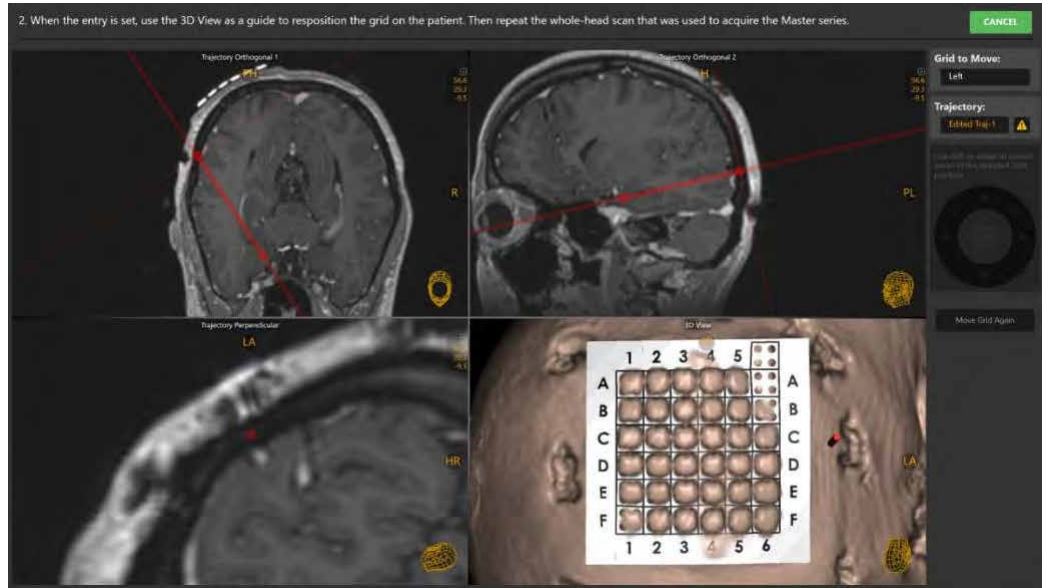 2. When the entry is set, use the 3D View as a guide to resposition the grid on the patient. Then repeat the whole-head scan that was used to acquire the Master series.
CANCEL
Trajectory Orthogonal 1
R
Trajectory Orthogonal 2
H
PL
Grid to Move:
Left
Trajectory:
Edited Traj-1
Move Grid Again
Trajectory Perpendicular
LA
HR
3D View
LA
1 2 3 4 5
A A
B B
C C
D D
E E
F F
1 2 3 4 5 6